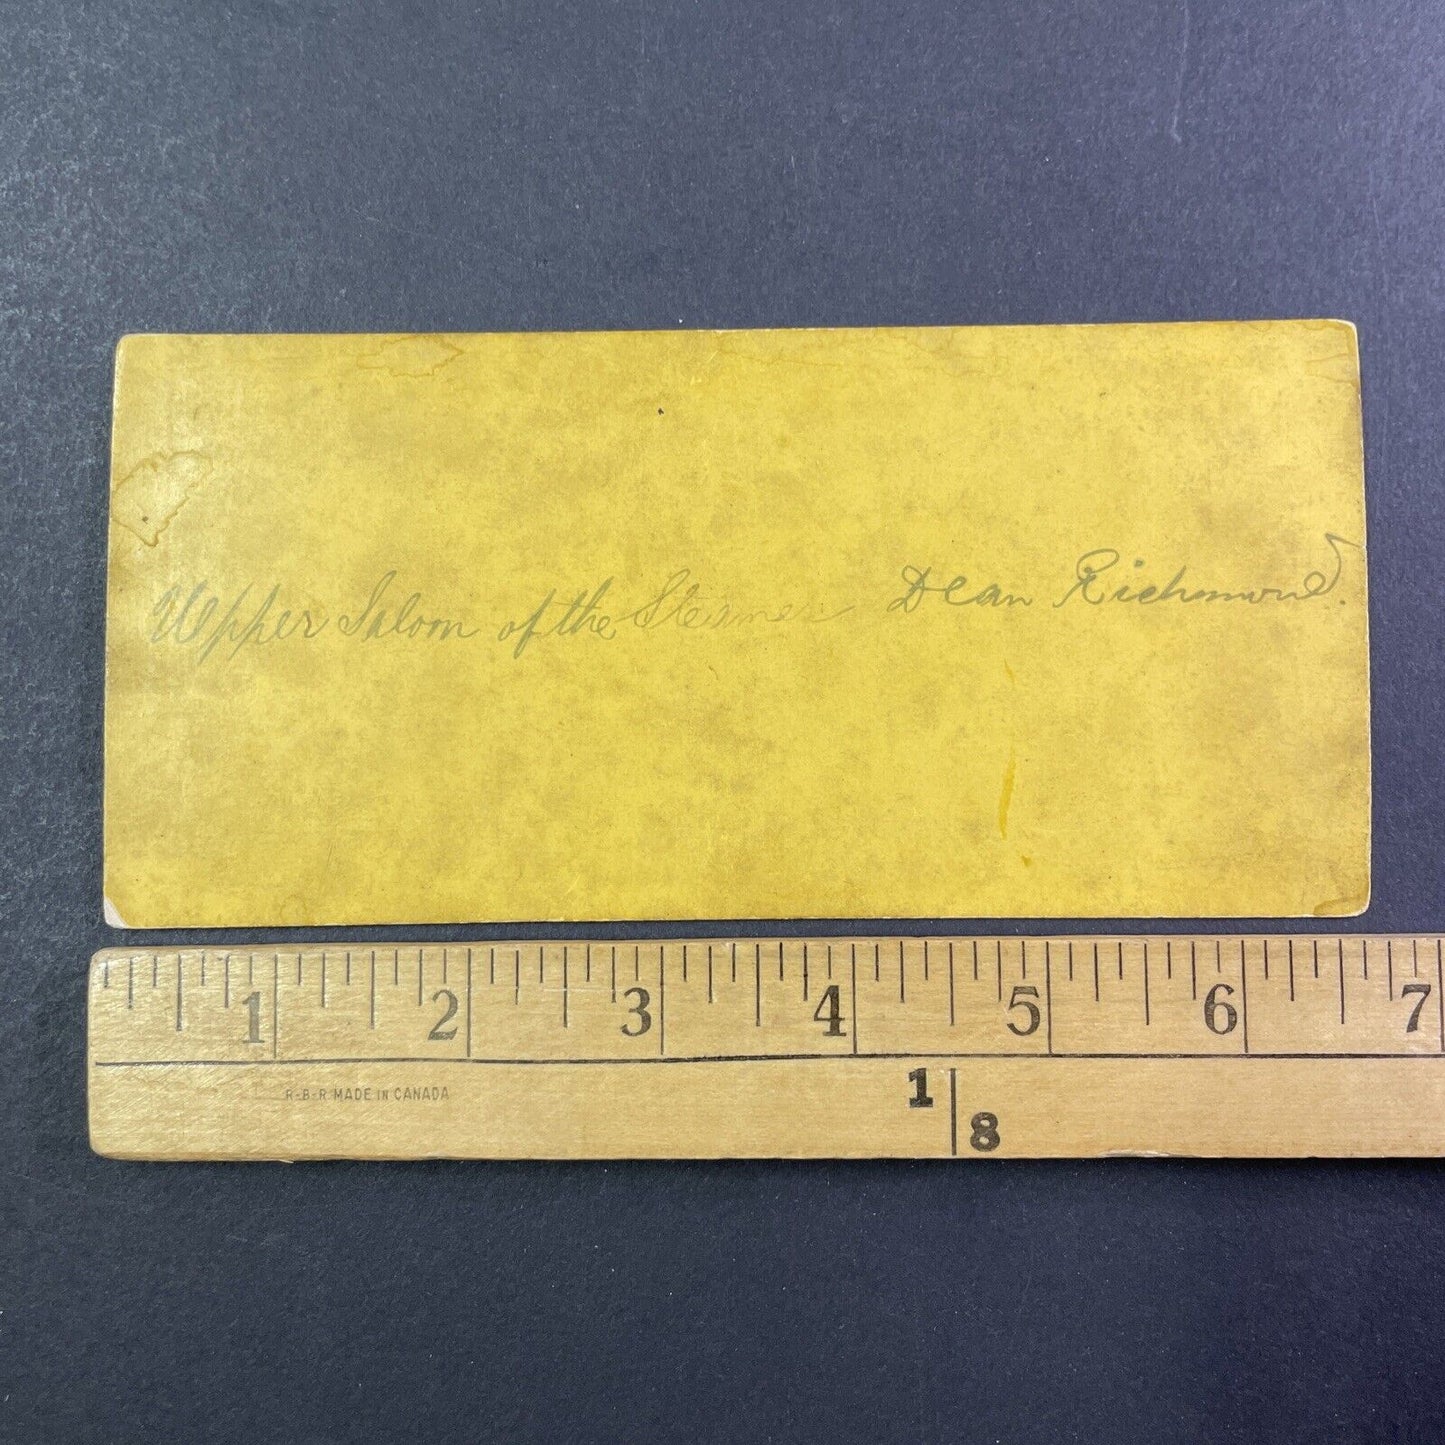 Upper Saloon of the Steamer Dean Richmond.
1 2 3 4 5 6 7
R-B-R MADE IN CANADA
1
8